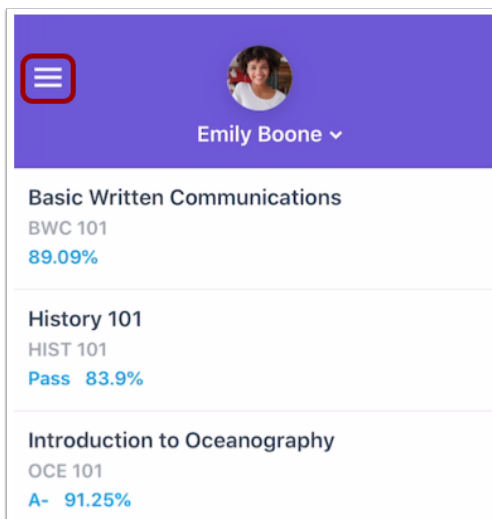 Emily Boone
Basic Written Communications
BWC 101
89.09%
History 101
HIST 101
Pass 83.9%
Introduction to Oceanography
OCE 101
A- 91.25%